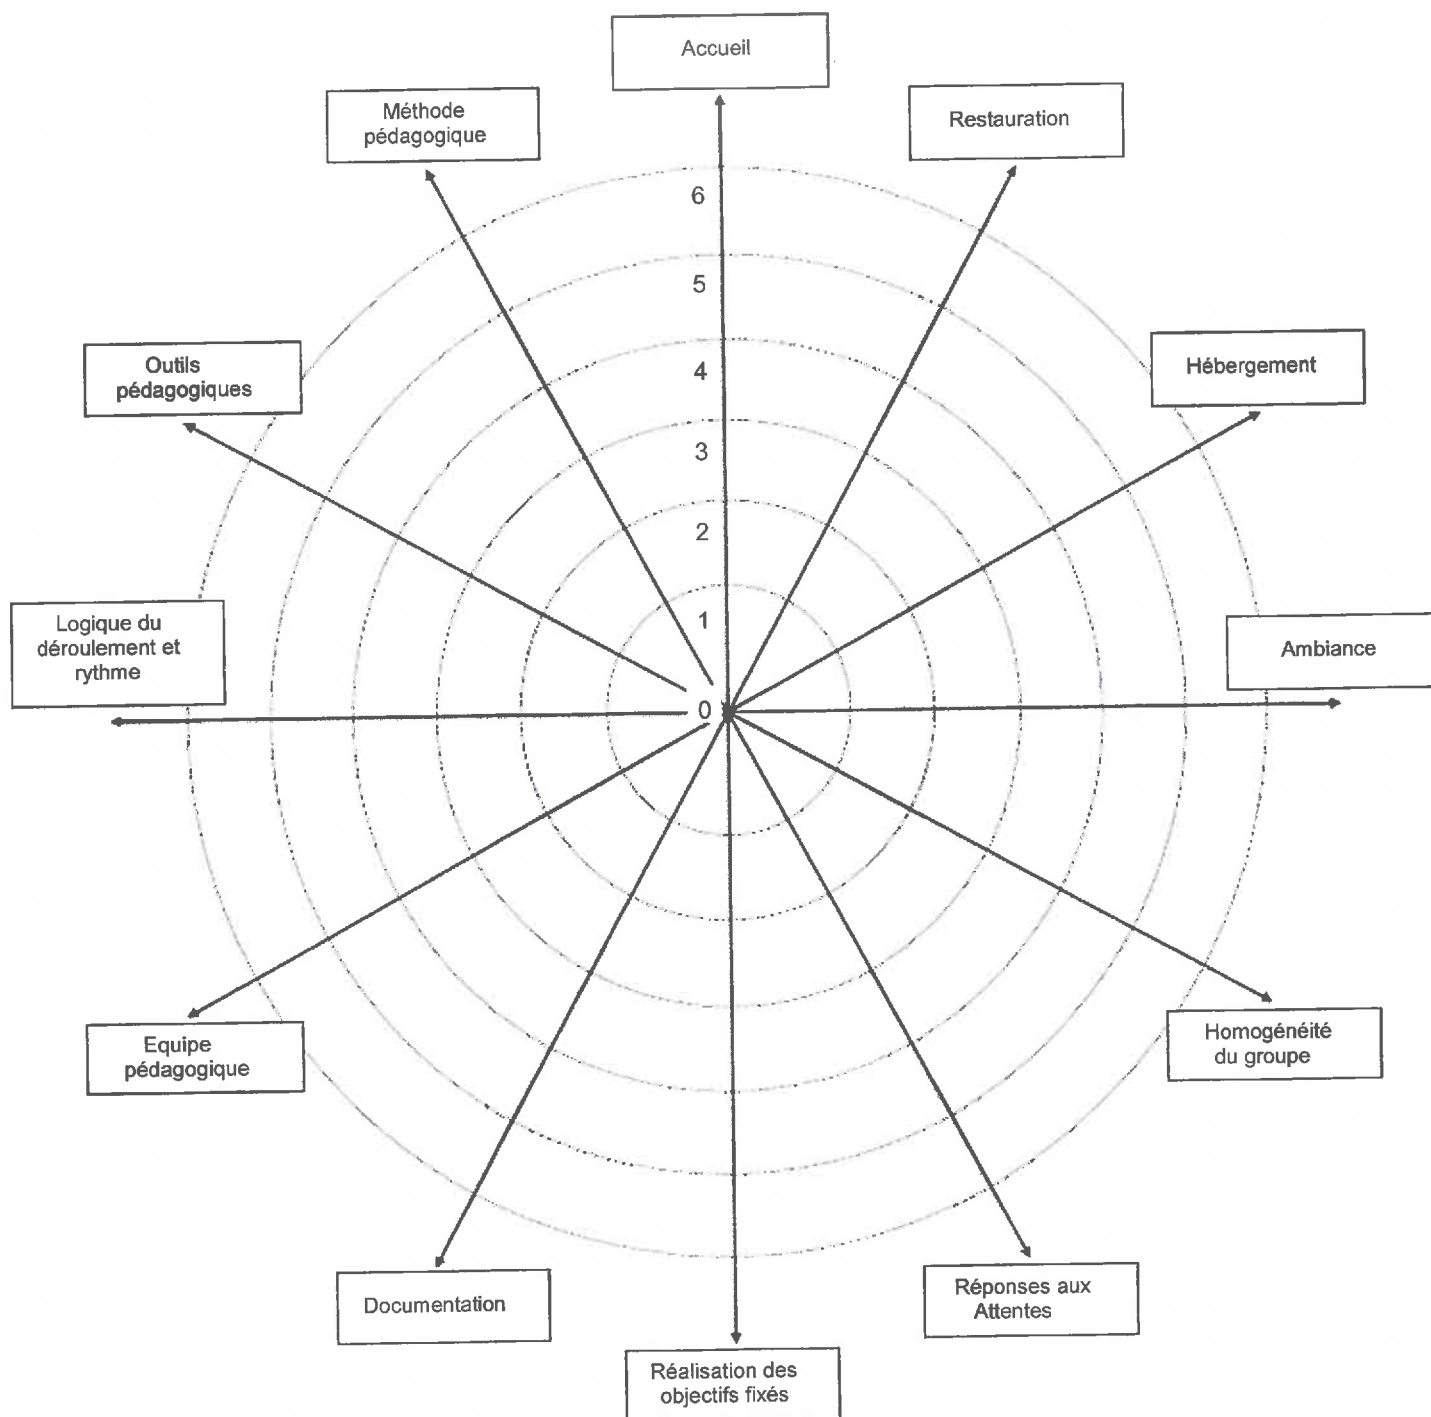 Accueil
Méthode
pédagogique
Restauration
6
5
4
3
2
1
0
Outils
pédagogiques
Hébergement
Logique du
déroulement et
rythme
Ambiance
Equipe
pédagogique
Homogénéité
du groupe
Documentation
Réponses aux
Attentes
Réalisation des
objectifs fixés